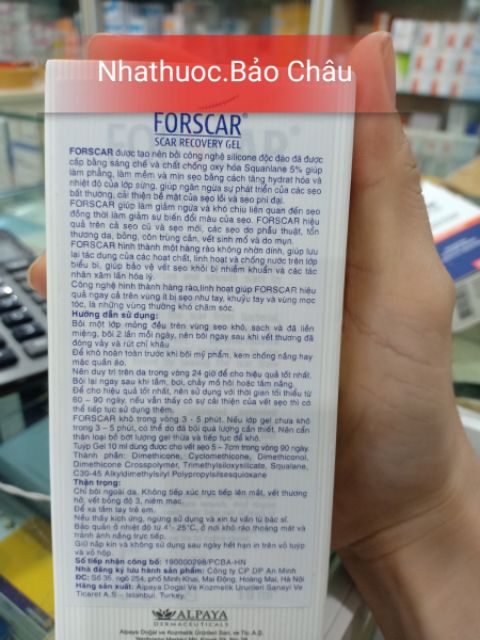 Nhathuoc.Bảo Châu
FORSCAR
SCAR RECOVERY GEL
FORSCAR được tạo nên bởi công nghệ silicone độc đáo đã được
cấp bằng sáng chế và chất chống oxy hóa Squanlane 5% giúp
làm phẳng, làm mềm và mịn sẹo bằng cách tăng hydrat hóa và
nhiệt độ của lớp sừng, giúp ngăn ngừa sự phát triển của các sẹo
bất thường, cải thiện bề mặt của sẹo lồi và sẹo phì đại.
FORSCAR giúp làm giảm ngứa và khó chịu liên quan đến sẹo
đồng thời làm giảm sự biến đổi màu của sẹo. FORSCAR hiệu
quả trên cả sẹo cũ và sẹo mới, các sẹo do phẫu thuật, tổn
thương da, bỏng, côn trùng cắn, vết sinh mổ và do mụn.
FORSCAR hình thành một hàng rào không nhờn dính, giúp lưu
lại tác dụng của các hoạt chất, linh hoạt và chống nước trên lớp
biểu bì, giúp bảo vệ vết sẹo khỏi bị nhiễm khuẩn và các tác
nhân xâm lấn hóa lý.
Công nghệ hình thành hàng rào linh hoạt giúp FORSCAR hiệu
quả ngay cả trên vùng ít bị sẹo như tay, khuỷu tay và vùng mọc
tóc, là những vùng thường khó chăm sóc.
Hướng dẫn sử dụng:
Bôi một lớp mỏng đều trên vùng sẹo khô, sạch và đã liền
miệng, bôi 2 lần mỗi ngày, nên bôi ngay sau khi vết thương đã
đóng vảy và rút chỉ khâu
Để khô hoàn toàn trước khi bôi mỹ phẩm, kem chống nắng hay
mặc quần áo.
Nên duy trì trên da trong vòng 24 giờ để cho hiệu quả tốt nhất.
Bôi lại ngay sau khi tắm, bơi, chảy mồ hôi hoặc tắm nắng.
Để cho hiệu quả tốt nhất, nên sử dụng với thời gian tối thiểu từ
60 – 90 ngày, nếu vẫn thấy có sự cải thiện của vết sẹo thì có
thể tiếp tục sử dụng thêm.
FORSCAR khô trong vòng 3 - 5 phút. Nếu lớp gel chưa khô
trong 3 – 5 phút, có thể do đã bôi quá lượng cần thiết. Nên cẩn
thận loại bỏ bớt lượng gel thừa và tiếp tục để khô.
Tuýp Gel 10 ml dùng được cho vết sẹo 5 – 7cm trong vòng 90 ngày.
Thành phần: Dimethicone, Cyclomethicone, Dimethiconol,
Dimethicone Crosspolymer, Trimethylsiloxysilicate, Squalane,
C30-45 Alkyldimethylsilyl Polypropylsilsesquioxane
Thận trọng:
Chỉ bôi ngoài da. Không tiếp xúc trực tiếp lên mắt, vết thương
hở, vết bỏng độ 3, niêm mạc.
Để xa tầm tay trẻ em.
Nếu thấy kích ứng, ngừng sử dụng và xin tư vấn từ bác sĩ.
Bảo quản ở nhiệt độ từ 4°- 25°C, ở nơi khô ráo thoáng mát và
tránh ánh nắng trực tiếp.
Giữ nắp kín và không sử dụng sau ngày hết hạn in trên vỏ tuýp
và vỏ hộp.
Số tiếp nhận công bố: 190000298/PCBA-HN
Nhà đăng ký lưu hành sản phẩm: Công ty CP DP An Minh
ĐC: Số 35, ngõ 254, phố Minh Khai, Mai Động, Hoàng Mai, Hà Nội
Hãng sản xuất: Alpaya Doğal Ve Kozmetik Ürünleri Sanayi Ve
Ticaret A.S – Istanbul, Turkey.
ALPAYA
DERMACEUTICALS
Alpaya Doğal ve Kozmetik Ürünleri San. ve Tic. A.Ş.